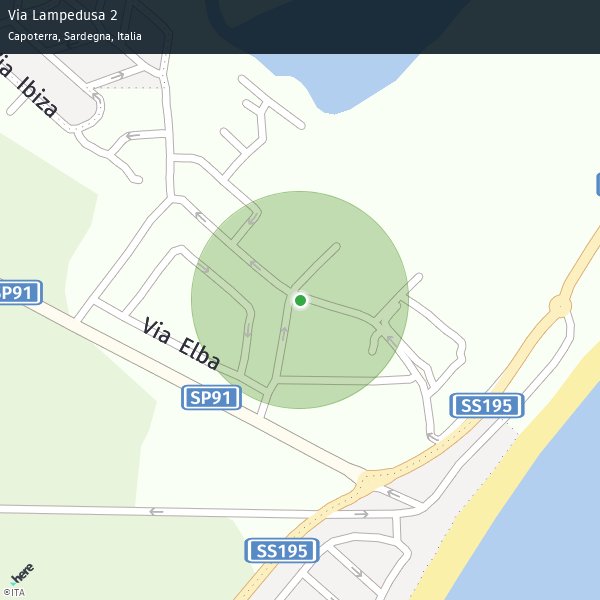 Via Lampedusa 2
Capoterra, Sardegna, Italia
ia Ibiza
SP91
Via Elba
SP91
SS195
SS195
here
©ITA